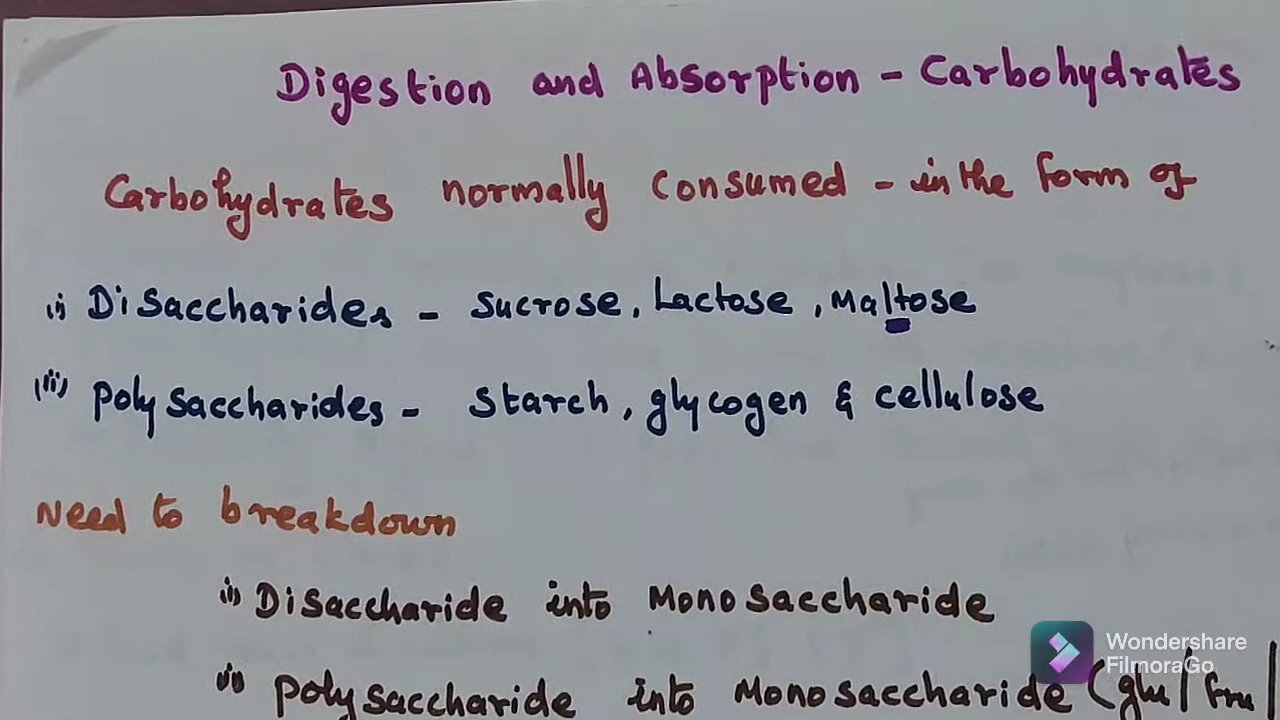 Digestion and Absorption - Carbohydrates
Carbohydrates normally consumed - in the form of
i) Disaccharides - Sucrose, Lactose, Maltose
(ii) Polysaccharides - Starch, glycogen & cellulose
Need to breakdown
i) Disaccharide into Monosaccharide
ii) Polysaccharide into Monosaccharide (glu/fru/
Wondershare
FilmoraGo